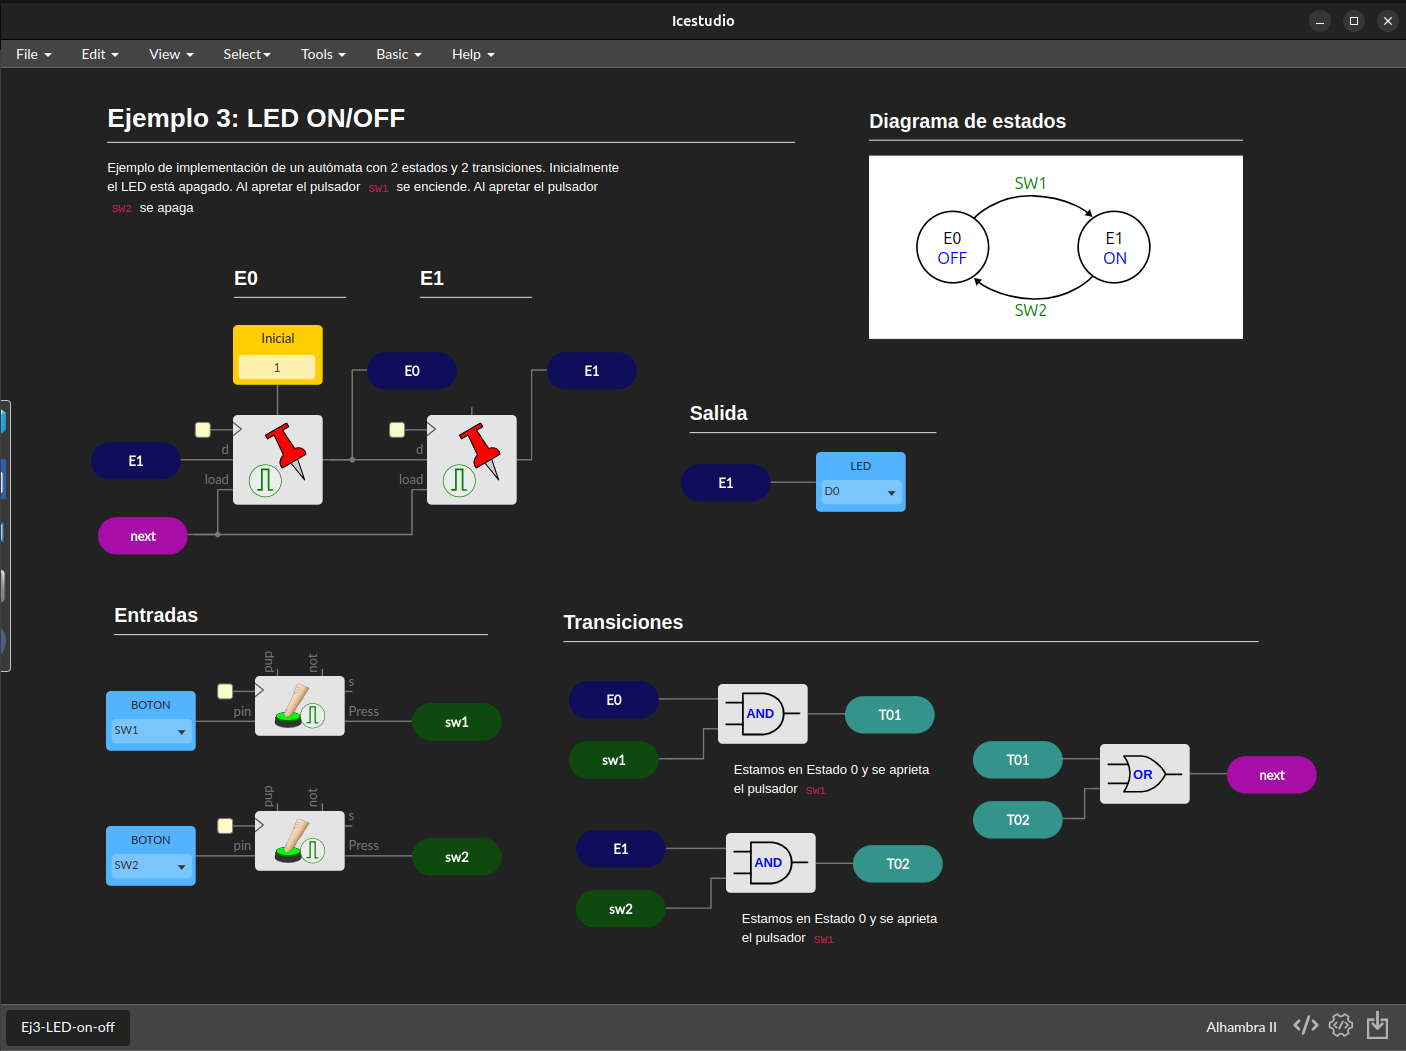 Icestudio
File
Edit
View
Select
Tools
Basic
Help
Ejemplo 3: LED ON/OFF
Ejemplo de implementación de un autómata con 2 estados y 2 transiciones. Inicialmente
el LED está apagado. Al apretar el pulsador SW1 se enciende. Al apretar el pulsador
SW2 se apaga
Diagrama de estados
SW1
E0
OFF
E1
ON
SW2
E0
E1
Inicial
1
E0
E1
d
d
E1
load
load
next
Salida
E1
LED
D0
Entradas
pup
not
s
BOTON
SW1
pin
Press
sw1
pup
not
s
BOTON
SW2
pin
Press
sw2
Transiciones
E0
AND
T01
sw1
Estamos en Estado 0 y se aprieta
el pulsador SW1
E1
AND
T02
sw2
Estamos en Estado 0 y se aprieta
el pulsador SW1
T01
OR
next
T02
Ej3-LED-on-off
Alhambra II